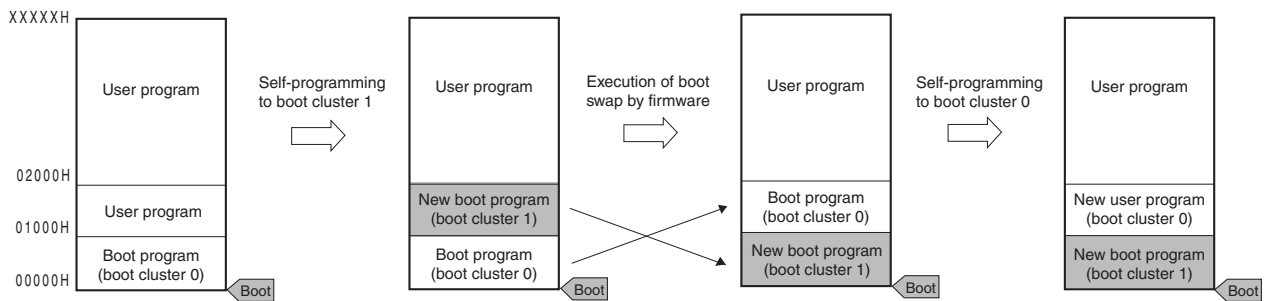 XXXXXH
User program
02000H
User program
01000H
Boot program
(boot cluster 0)
00000H
Boot
Self-programming
to boot cluster 1
User program
New boot program
(boot cluster 1)
Boot program
(boot cluster 0)
Boot
Execution of boot
swap by firmware
User program
Boot program
(boot cluster 0)
New boot program
(boot cluster 1)
Boot
Self-programming
to boot cluster 0
User program
New user program
(boot cluster 0)
New boot program
(boot cluster 1)
Boot